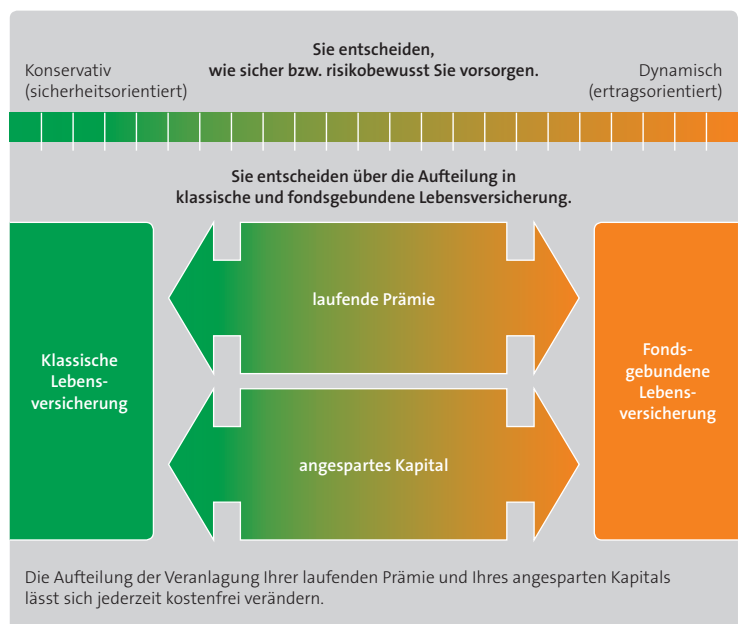 Sie entscheiden,
wie sicher bzw. risikobewusst Sie vorsorgen.
Konservativ
(sicherheitsorientiert)
Dynamisch
(ertragsorientiert)
Sie entscheiden über die Aufteilung in
klassische und fondsgebundene Lebensversicherung.
laufende Prämie
Klassische
Lebens-
versicherung
Fonds-
gebundene
Lebens-
versicherung
angespartes Kapital
Die Aufteilung der Veranlagung Ihrer laufenden Prämie und Ihres angesparten Kapitals
lässt sich jederzeit kostenfrei verändern.